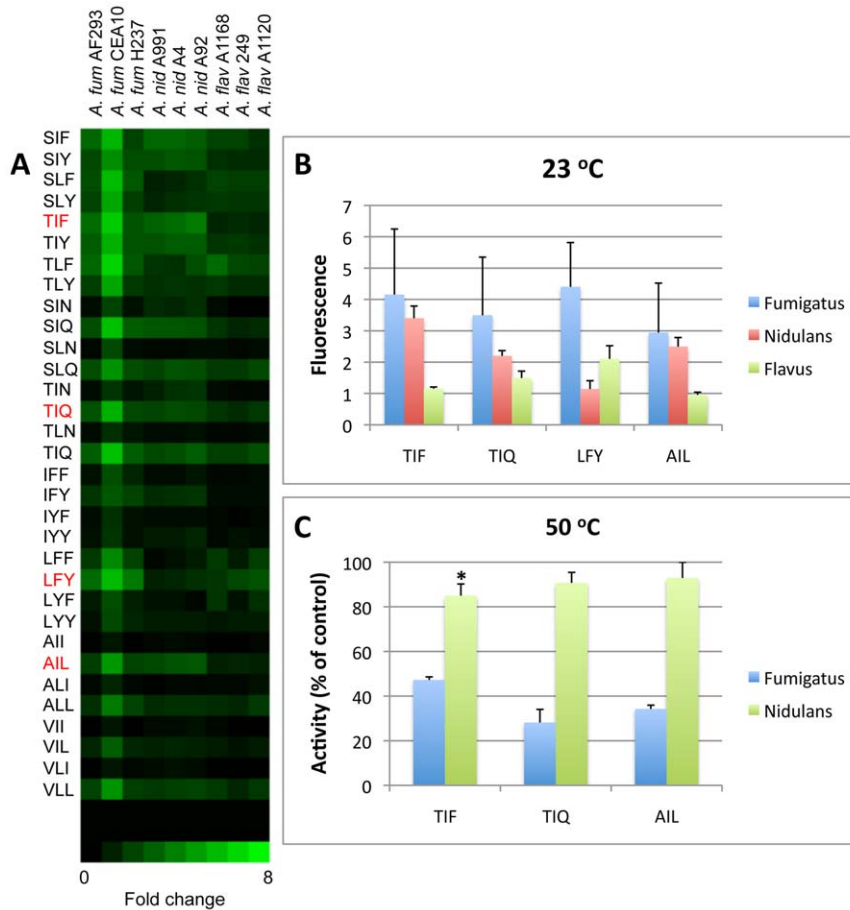 A
A. fum AF293
A. fum CEA10
A. fum H237
A. nid A991
A. nid A4
A. nid A92
A. flav A1168
A. flav 249
A. flav A1120
SIF
SIY
SLF
SLY
TIF
TIY
TLF
TLY
SIN
SIQ
SLN
SLQ
TIN
TIQ
TLN
TIQ
IFF
IFY
IYF
IYY
LFF
LFY
LYF
LYY
AII
AIL
ALI
ALL
VII
VIL
VLI
VLL
0 8
Fold change
B
23 °C
Fluorescence
7
6
5
4
3
2
1
0
TIF TIQ LFY AIL
Fumigatus
Nidulans
Flavus
C
50 °C
Activity (% of control)
100
80
60
40
20
0
*
TIF TIQ AIL
Fumigatus
Nidulans